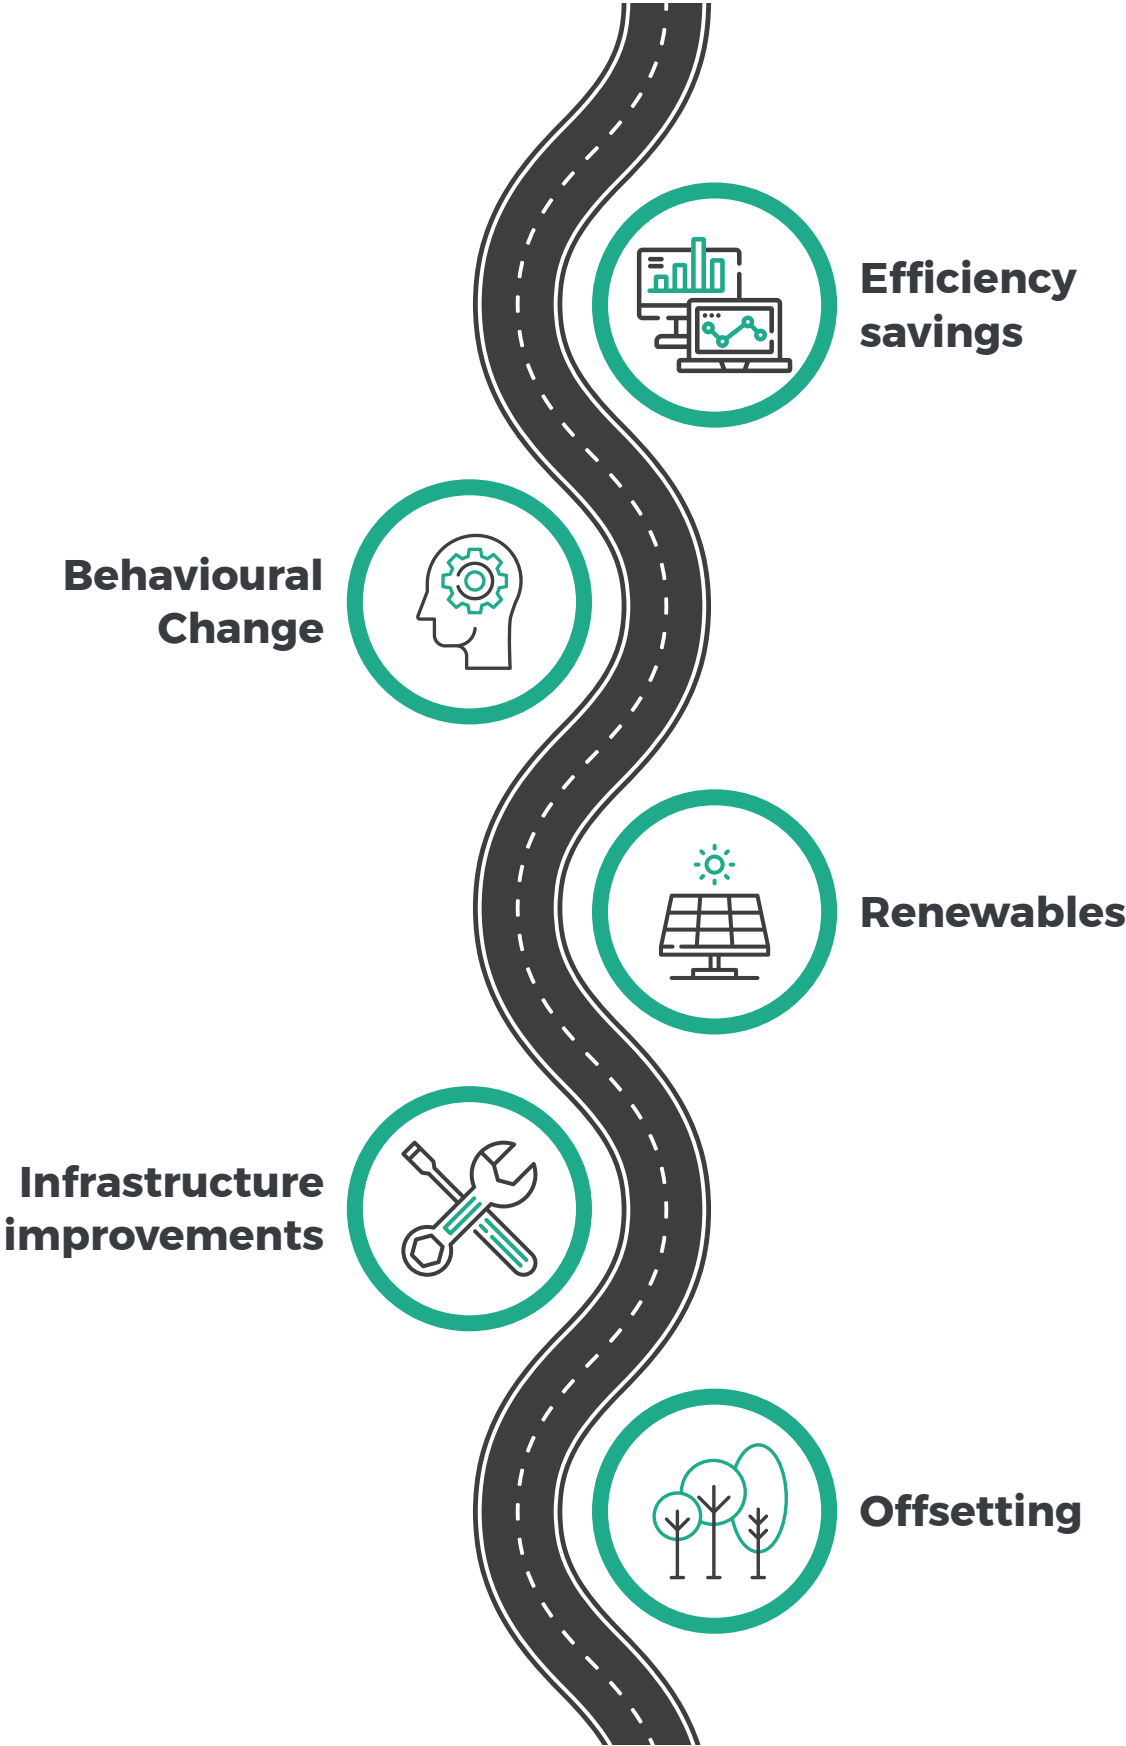 Efficiency
savings
Behavioural
Change
Renewables
Infrastructure
improvements
Offsetting